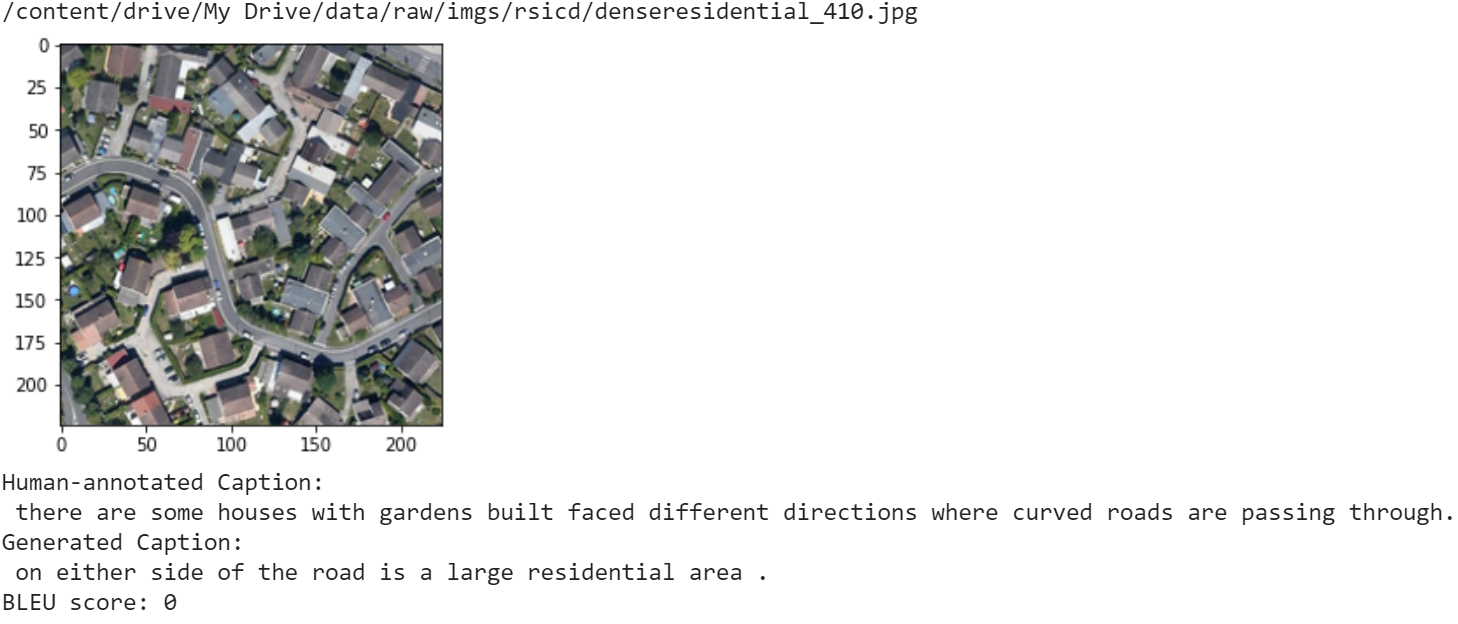 /content/drive/My Drive/data/raw/imgs/rsicd/denseresidential_410.jpg
0
25
50
75
100
125
150
175
200
0 50 100 150 200
Human-annotated Caption:
there are some houses with gardens built faced different directions where curved roads are passing through.
Generated Caption:
on either side of the road is a large residential area .
BLEU score: 0